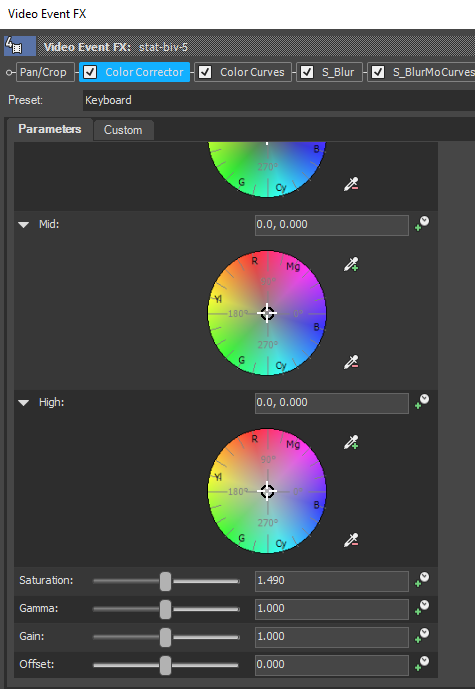 Video Event FX
Video Event FX: stat-biv-5
Pan/Crop Color Corrector Color Curves S_Blur S_BlurMoCurves
Preset: Keyboard
Parameters Custom
B
270°
G Cy
Mid: 0.0, 0.000
R Mg
90°
Yl 180° 0°
B
270°
G Cy
High: 0.0, 0.000
R Mg
90°
Yl 180° 0°
B
270°
G Cy
Saturation: 1.490
Gamma: 1.000
Gain: 1.000
Offset: 0.000